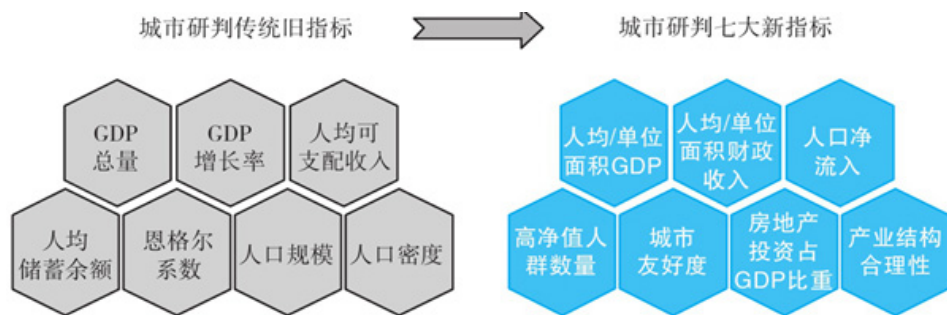 城市研判传统旧指标
城市研判七大新指标
GDP
总量
GDP
增长率
人均可
支配收入
人均
储蓄余额
恩格尔
系数
人口规模
人口密度
人均/单位
面积GDP
人均/单位
面积财政
收入
人口净
流入
高净值人
群数量
城市
友好度
房地产
投资占
GDP比重
产业结构
合理性